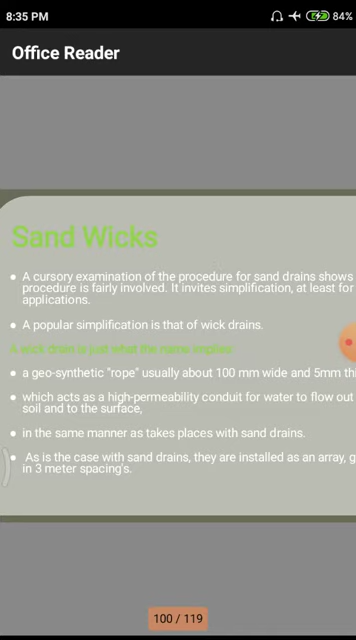 8:35 PM
84%
Office Reader
Sand Wicks
• A cursory examination of the procedure for sand drains shows
procedure is fairly involved. It invites simplification, at least for
applications.
• A popular simplification is that of wick drains.
A wick drain is just what the name implies
• a geo-synthetic "rope" usually about 100 mm wide and 5mm thi
• which acts as a high-permeability conduit for water to flow out
soil and to the surface,
• in the same manner as takes places with sand drains.
• As is the case with sand drains, they are installed as an array, g
in 3 meter spacing's.
100 / 119